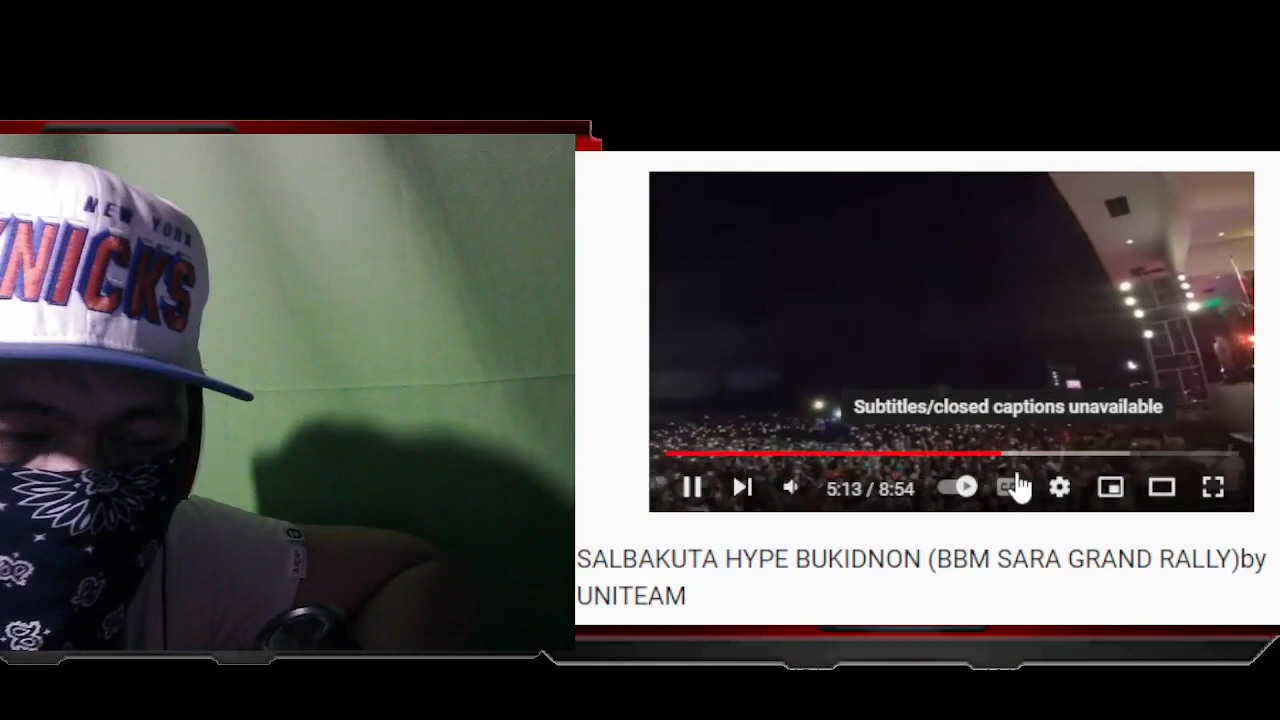 NEW YORK
KNICKS
Subtitles/closed captions unavailable
5:13 / 8:54
SALBAKUTA HYPE BUKIDNON (BBM SARA GRAND RALLY)by
UNITEAM